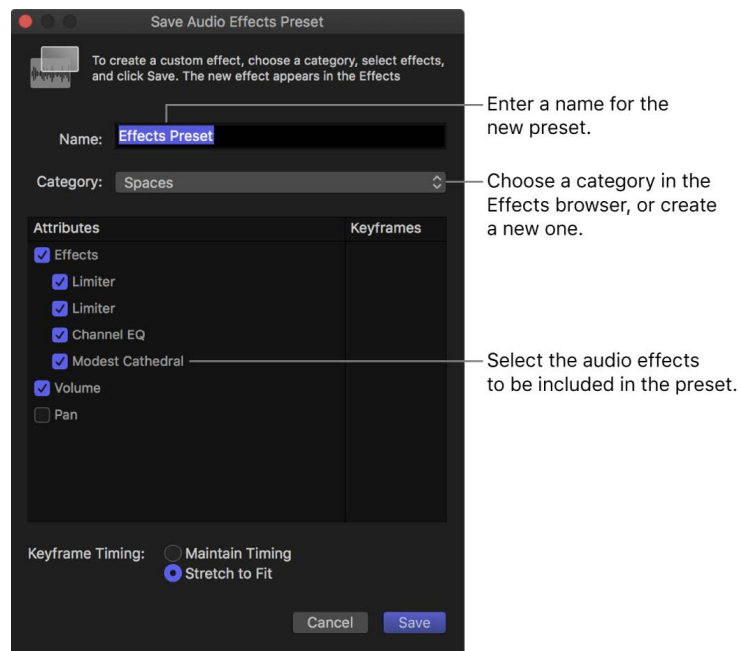 Save Audio Effects Preset
To create a custom effect, choose a category, select effects,
and click Save. The new effect appears in the Effects
Enter a name for the
new preset.
Name: Effects Preset
Category: Spaces
Choose a category in the
Effects browser, or create
a new one.
Attributes Keyframes
Effects
Limiter
Limiter
Channel EQ
Modest Cathedral
Select the audio effects
to be included in the preset.
Volume
Pan
Keyframe Timing: Maintain Timing
Stretch to Fit
Cancel Save